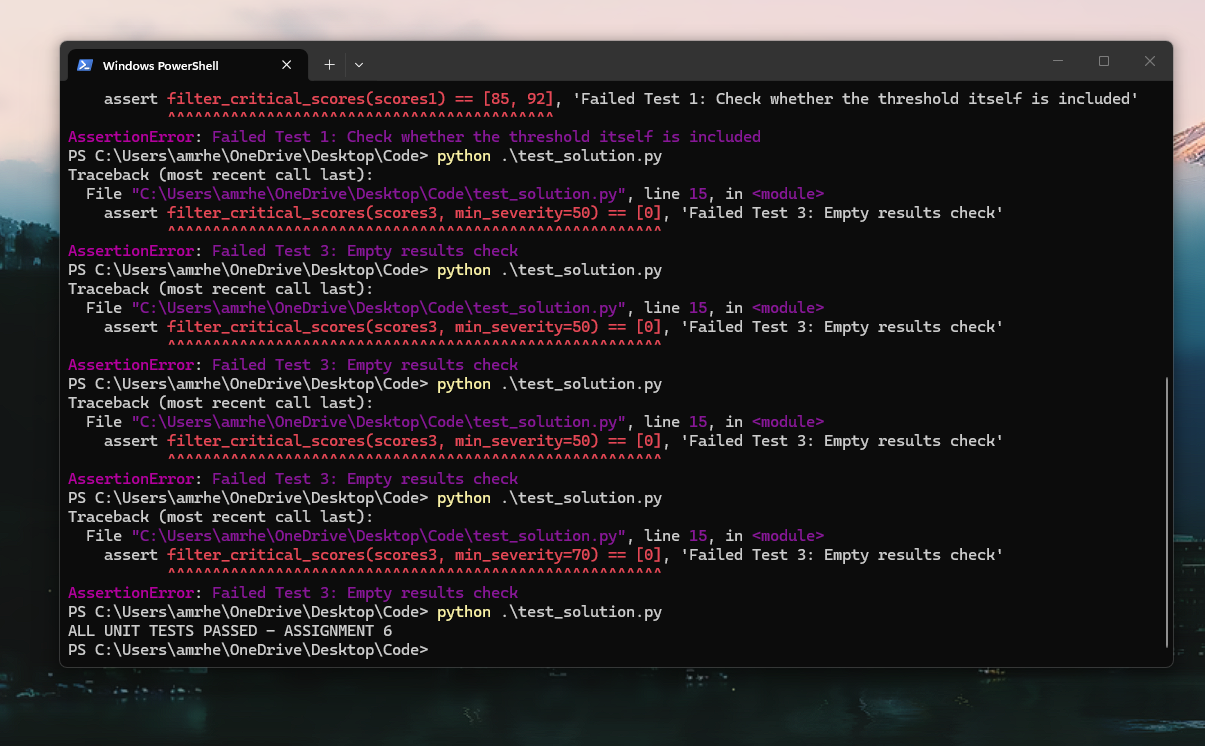 Windows PowerShell
assert filter_critical_scores(scores1) == [85, 92], 'Failed Test 1: Check whether the threshold itself is included'
^^^^^^^^^^^^^^^^^^^^^^^^^^^^^^^^^^^^^^^^^^^
AssertionError: Failed Test 1: Check whether the threshold itself is included
PS C:\Users\amrhe\OneDrive\Desktop\Code> python .\test_solution.py
Traceback (most recent call last):
File "C:\Users\amrhe\OneDrive\Desktop\Code\test_solution.py", line 15, in <module>
assert filter_critical_scores(scores3, min_severity=50) == [0], 'Failed Test 3: Empty results check'
^^^^^^^^^^^^^^^^^^^^^^^^^^^^^^^^^^^^^^^^^^^^^^^^^^^^^^^
AssertionError: Failed Test 3: Empty results check
PS C:\Users\amrhe\OneDrive\Desktop\Code> python .\test_solution.py
Traceback (most recent call last):
File "C:\Users\amrhe\OneDrive\Desktop\Code\test_solution.py", line 15, in <module>
assert filter_critical_scores(scores3, min_severity=50) == [0], 'Failed Test 3: Empty results check'
^^^^^^^^^^^^^^^^^^^^^^^^^^^^^^^^^^^^^^^^^^^^^^^^^^^^^^^
AssertionError: Failed Test 3: Empty results check
PS C:\Users\amrhe\OneDrive\Desktop\Code> python .\test_solution.py
Traceback (most recent call last):
File "C:\Users\amrhe\OneDrive\Desktop\Code\test_solution.py", line 15, in <module>
assert filter_critical_scores(scores3, min_severity=50) == [0], 'Failed Test 3: Empty results check'
^^^^^^^^^^^^^^^^^^^^^^^^^^^^^^^^^^^^^^^^^^^^^^^^^^^^^^^
AssertionError: Failed Test 3: Empty results check
PS C:\Users\amrhe\OneDrive\Desktop\Code> python .\test_solution.py
Traceback (most recent call last):
File "C:\Users\amrhe\OneDrive\Desktop\Code\test_solution.py", line 15, in <module>
assert filter_critical_scores(scores3, min_severity=70) == [0], 'Failed Test 3: Empty results check'
^^^^^^^^^^^^^^^^^^^^^^^^^^^^^^^^^^^^^^^^^^^^^^^^^^^^^^^
AssertionError: Failed Test 3: Empty results check
PS C:\Users\amrhe\OneDrive\Desktop\Code> python .\test_solution.py
ALL UNIT TESTS PASSED - ASSIGNMENT 6
PS C:\Users\amrhe\OneDrive\Desktop\Code>